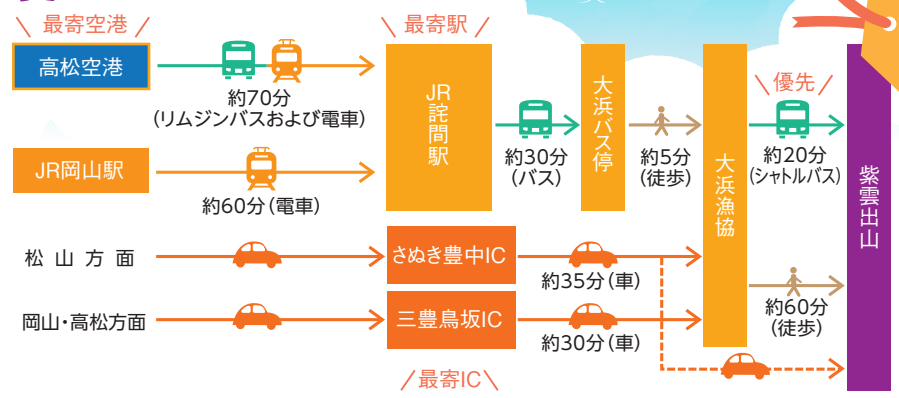 最寄空港
最寄駅
高松空港
約70分
(リムジンバスおよび電車)
JR詫間駅
大浜バス停
優先
約30分
(バス)
約5分
(徒歩)
大浜漁協
約20分
(シャトルバス)
紫雲出山
JR岡山駅
約60分(電車)
松山方面
さぬき豊中IC
約35分(車)
約60分
(徒歩)
岡山・高松方面
三豊鳥坂IC
約30分(車)
最寄IC